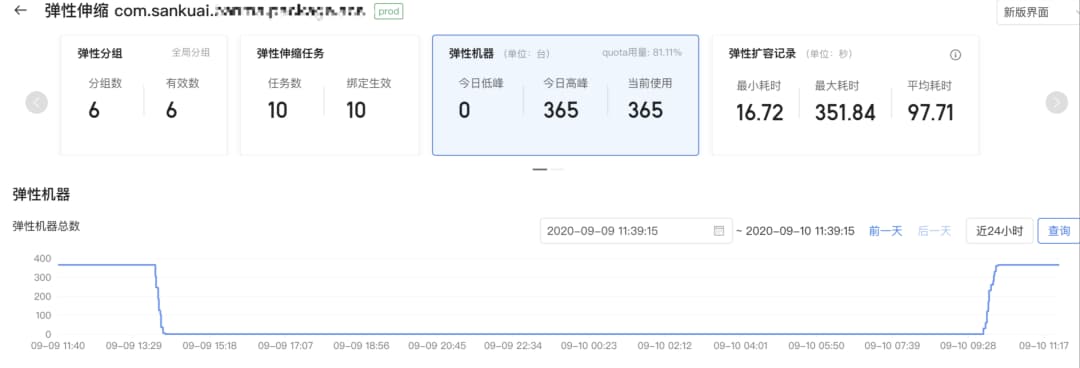 弹性伸缩 com.sankuai. prod
新版界面
弹性分组 全局分组
分组数 有效数
6 6
弹性伸缩任务
任务数 绑定生效
10 10
弹性机器 (单位: 台) quota用量: 81.11%
今日低峰 今日高峰 当前使用
0 365 365
弹性扩容记录 (单位: 秒)
最小耗时 最大耗时 平均耗时
16.72 351.84 97.71
弹性机器
弹性机器总数
2020-09-09 11:39:15 ~ 2020-09-10 11:39:15 前一天 后一天 近24小时 查询
400
300
200
100
0
09-09 11:40 09-09 13:29 09-09 15:18 09-09 17:07 09-09 18:56 09-09 20:45 09-09 22:34 09-10 00:23 09-10 02:12 09-10 04:01 09-10 05:50 09-10 07:39 09-10 09:28 09-10 11:17